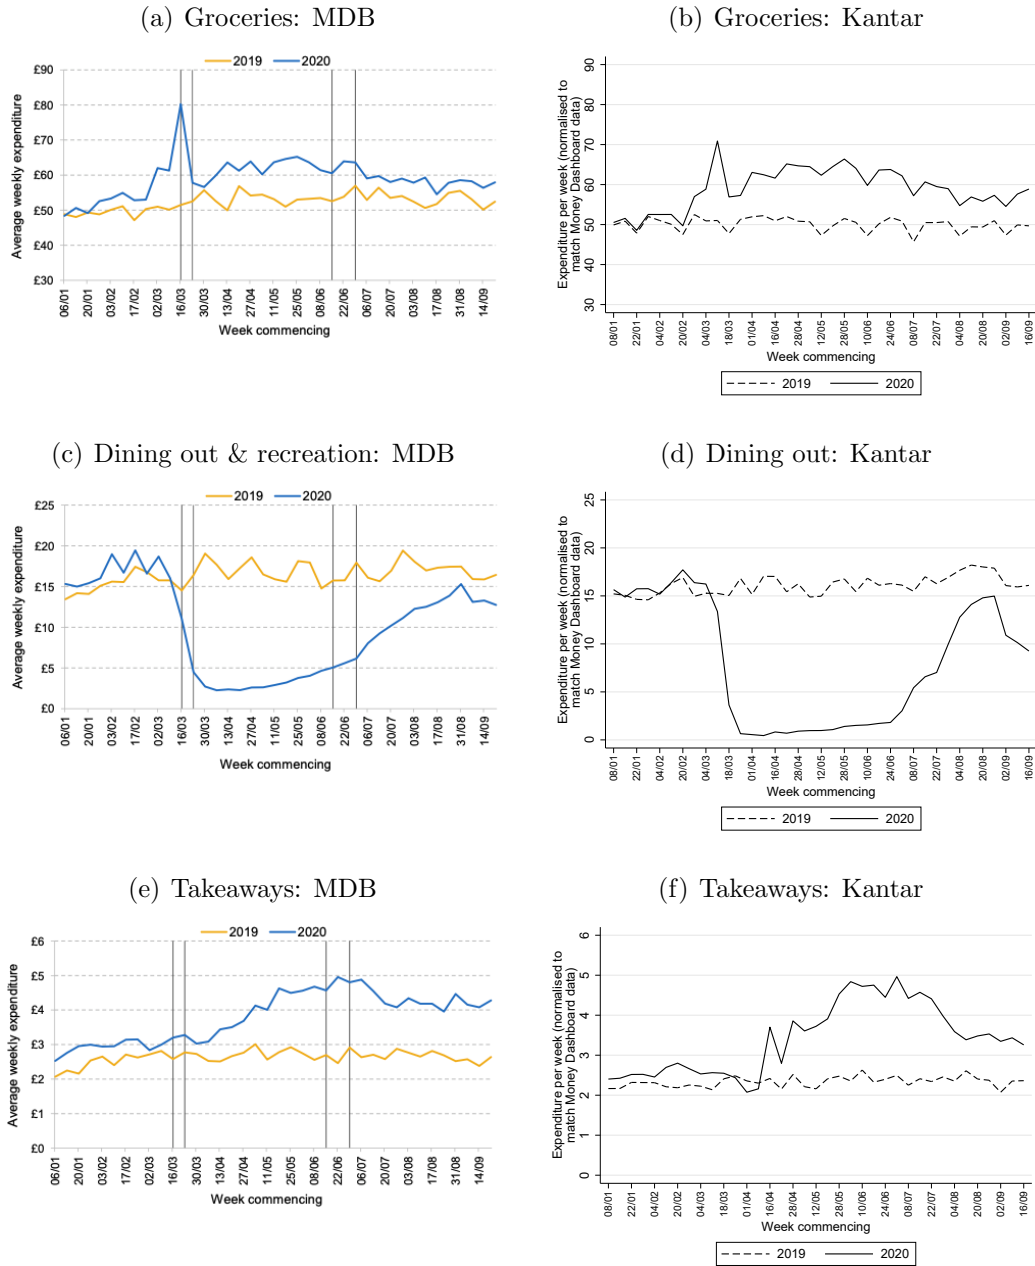 (a) Groceries: MDB
2019 2020
Average weekly expenditure
£90
£80
£70
£60
£50
£40
£30
06/01 20/01 03/02 17/02 02/03 16/03 30/03 13/04 27/04 11/05 25/05 08/06 22/06 06/07 20/07 03/08 17/08 31/08 14/09
Week commencing
(b) Groceries: Kantar
Expenditure per week (normalised to
match Money Dashboard data)
90
80
70
60
50
40
30
08/01 22/01 04/02 20/02 04/03 18/03 01/04 16/04 28/04 12/05 28/05 10/06 24/06 08/07 22/07 04/08 20/08 02/09 16/09
Week commencing
2019 2020
(c) Dining out & recreation: MDB
2019 2020
Average weekly expenditure
£25
£20
£15
£10
£5
£0
06/01 20/01 03/02 17/02 02/03 16/03 30/03 13/04 27/04 11/05 25/05 08/06 22/06 06/07 20/07 03/08 17/08 31/08 14/09
Week commencing
(d) Dining out: Kantar
Expenditure per week (normalised to
match Money Dashboard data)
25
20
15
10
5
0
08/01 22/01 04/02 20/02 04/03 18/03 01/04 16/04 28/04 12/05 28/05 10/06 24/06 08/07 22/07 04/08 20/08 02/09 16/09
Week commencing
2019 2020
(e) Takeaways: MDB
2019 2020
Average weekly expenditure
£6
£5
£4
£3
£2
£1
£0
06/01 20/01 03/02 17/02 02/03 16/03 30/03 13/04 27/04 11/05 25/05 08/06 22/06 06/07 20/07 03/08 17/08 31/08 14/09
Week commencing
(f) Takeaways: Kantar
Expenditure per week (normalised to
match Money Dashboard data)
6
5
4
3
2
1
0
08/01 22/01 04/02 20/02 04/03 18/03 01/04 16/04 28/04 12/05 28/05 10/06 24/06 08/07 22/07 04/08 20/08 02/09 16/09
Week commencing
2019 2020